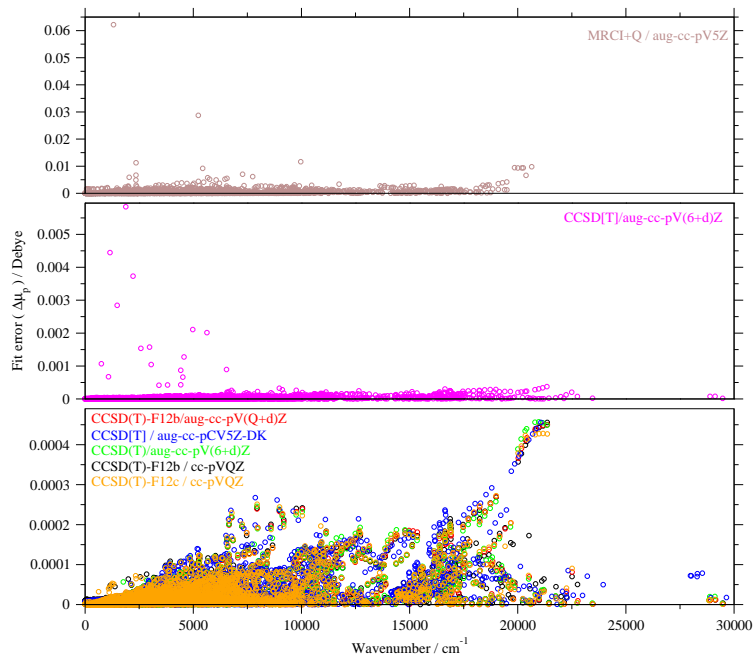 0.06
0.05
0.04
0.03
0.02
0.01
0
MRCI+Q / aug-cc-pV5Z
0.005
0.004
0.003
0.002
0.001
0
CCSD[T]/aug-cc-pV(6+d)Z
Fit error ( Δμp) / Debye
0.0004
0.0003
0.0002
0.0001
0
CCSD(T)-F12b/aug-cc-pV(Q+d)Z
CCSD[T] / aug-cc-pCV5Z-DK
CCSD(T)/aug-cc-pV(6+d)Z
CCSD(T)-F12b / cc-pVQZ
CCSD(T)-F12c / cc-pVQZ
0 5000 10000 15000 20000 25000 30000
Wavenumber / cm⁻¹